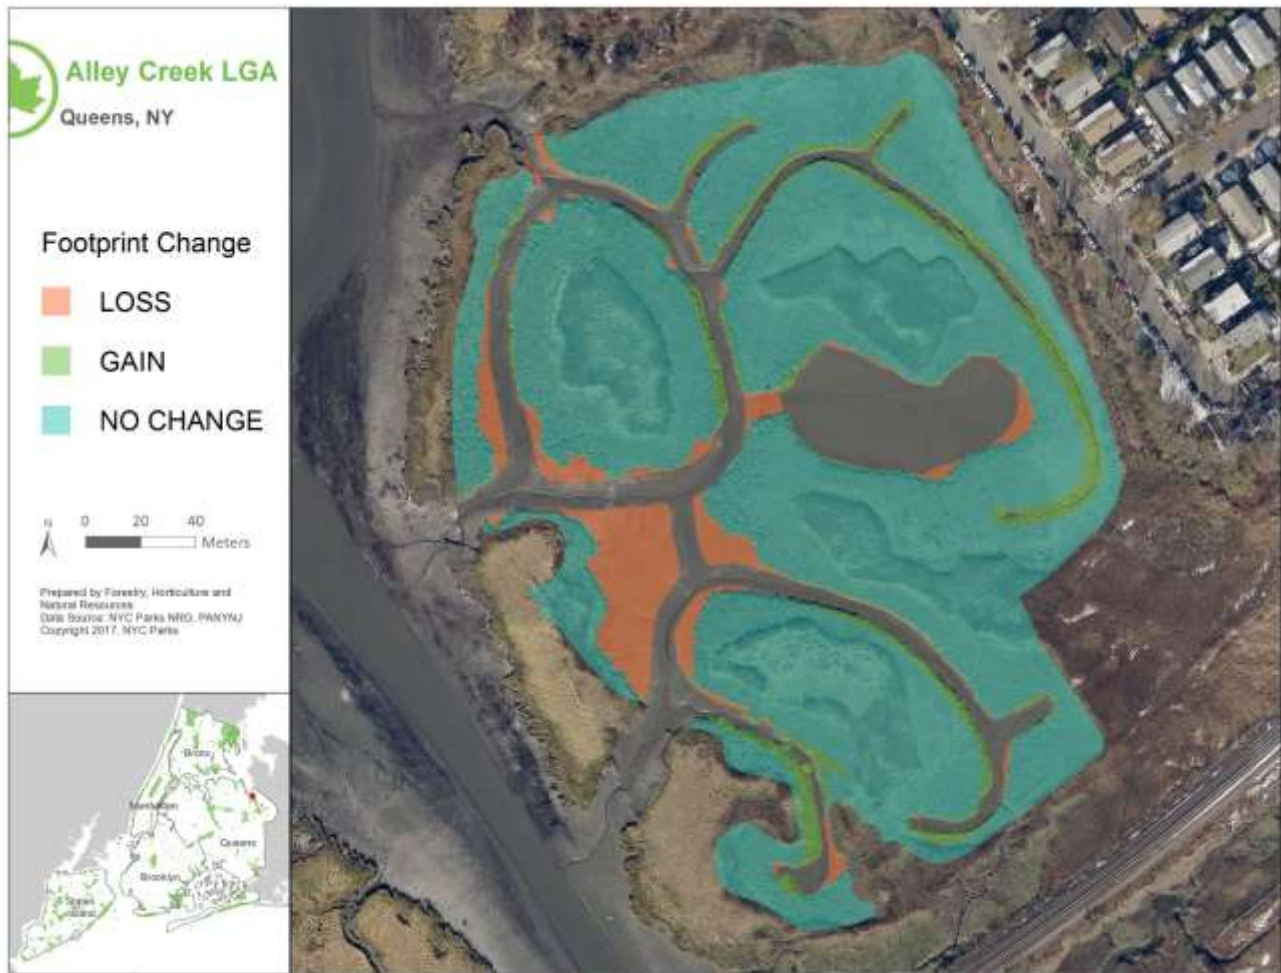 Alley Creek LGA
Queens, NY
Footprint Change
LOSS
GAIN
NO CHANGE
N
0 20 40
Meters
Prepared by Forestry, Horticulture and
Natural Resources
Data Source: NYC Parks NRG, PANYNJ
Copyright 2017, NYC Parks
Bronx
Manhattan
Queens
Brooklyn
Staten
Island